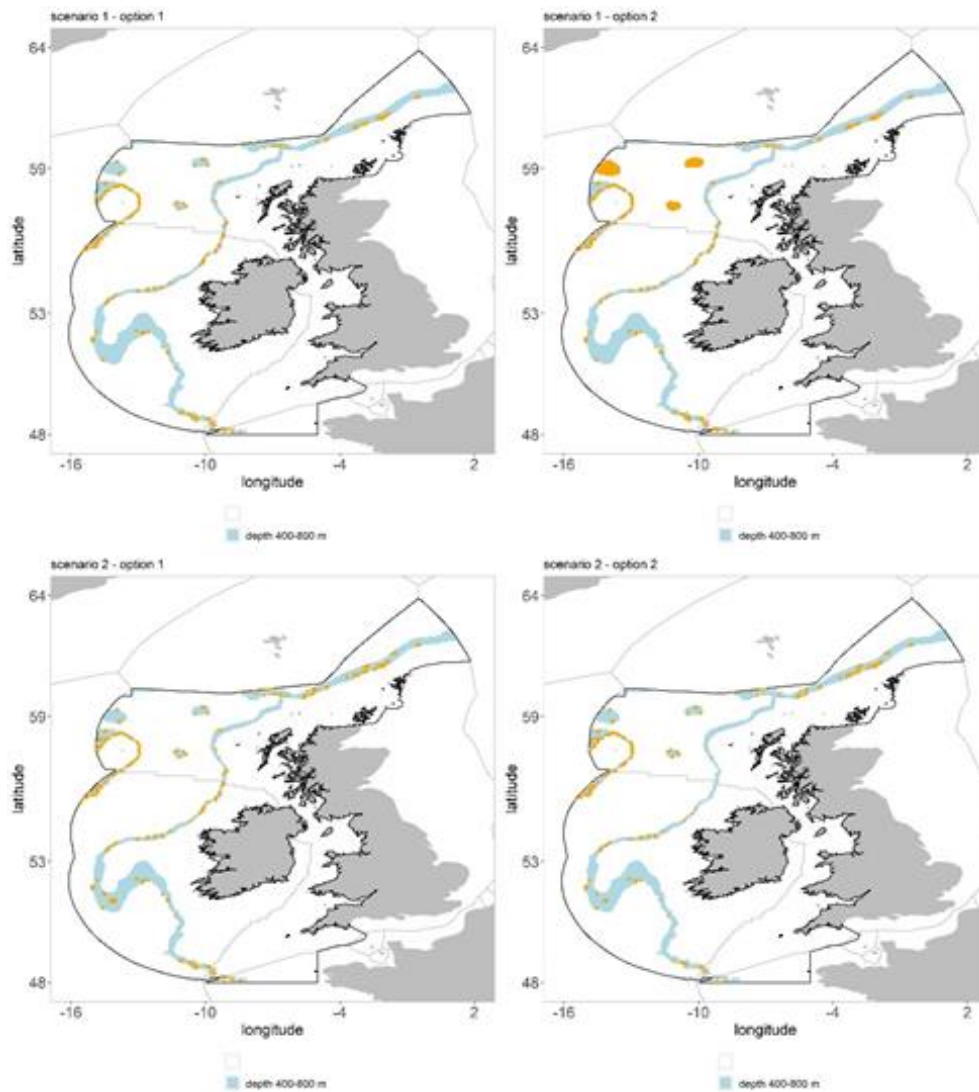 scenario 1 - option 1
64
59
53
48
latitude
-16
-10
-4
2
longitude
depth 400-800 m
scenario 1 - option 2
64
59
53
48
latitude
-16
-10
-4
2
longitude
depth 400-800 m
scenario 2 - option 1
64
59
53
48
latitude
-16
-10
-4
2
longitude
depth 400-800 m
scenario 2 - option 2
64
59
53
48
latitude
-16
-10
-4
2
longitude
depth 400-800 m